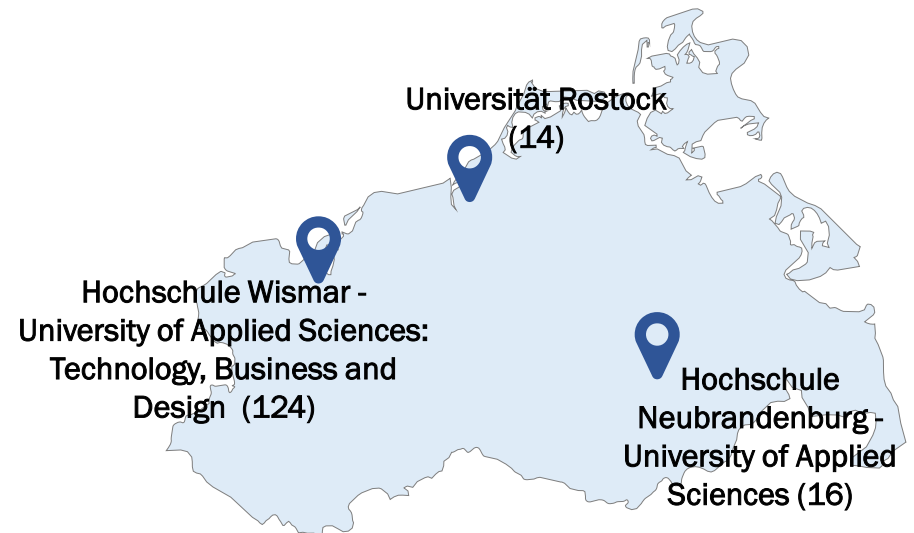 Universität Rostock
(14)
Hochschule Wismar -
University of Applied Sciences:
Technology, Business and
Design  (124)
Hochschule
Neubrandenburg -
University of Applied
Sciences (16)